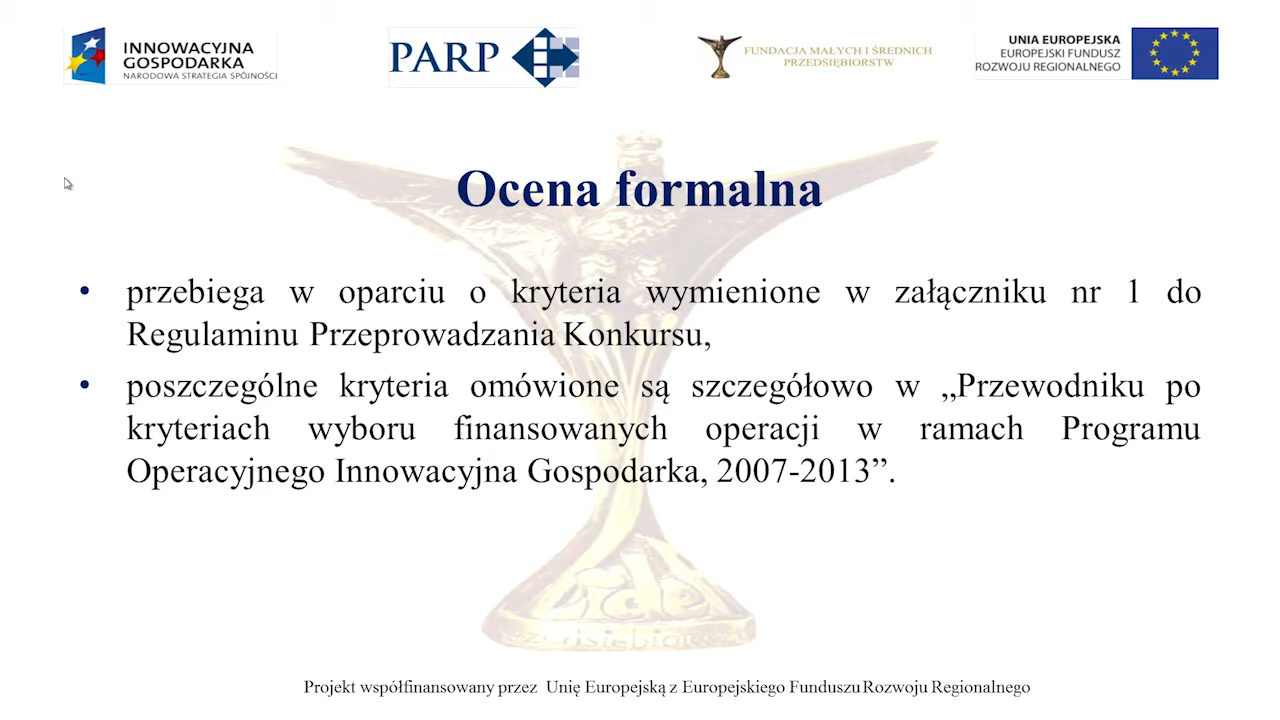 INNOWACYJNA
GOSPODARKA
NARODOWA STRATEGIA SPÓJNOŚCI
PARP
FUNDACJA MAŁYCH I ŚREDNICH
PRZEDSIĘBIORSTW
UNIA EUROPEJSKA
EUROPEJSKI FUNDUSZ
ROZWOJU REGIONALNEGO
Ocena formalna
• przebiega w oparciu o kryteria wymienione w załączniku nr 1 do
Regulaminu Przeprowadzania Konkursu,
• poszczególne kryteria omówione są szczegółowo w „Przewodniku po
kryteriach wyboru finansowanych operacji w ramach Programu
Operacyjnego Innowacyjna Gospodarka, 2007-2013”.
Projekt współfinansowany przez Unię Europejską z Europejskiego Funduszu Rozwoju Regionalnego